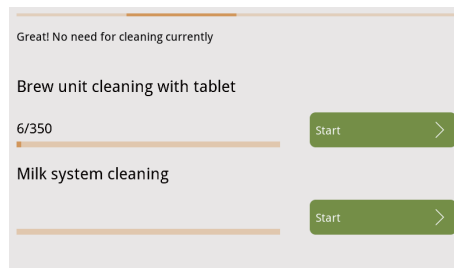 Great! No need for cleaning currently
Brew unit cleaning with tablet
6/350
Start
Milk system cleaning
Start